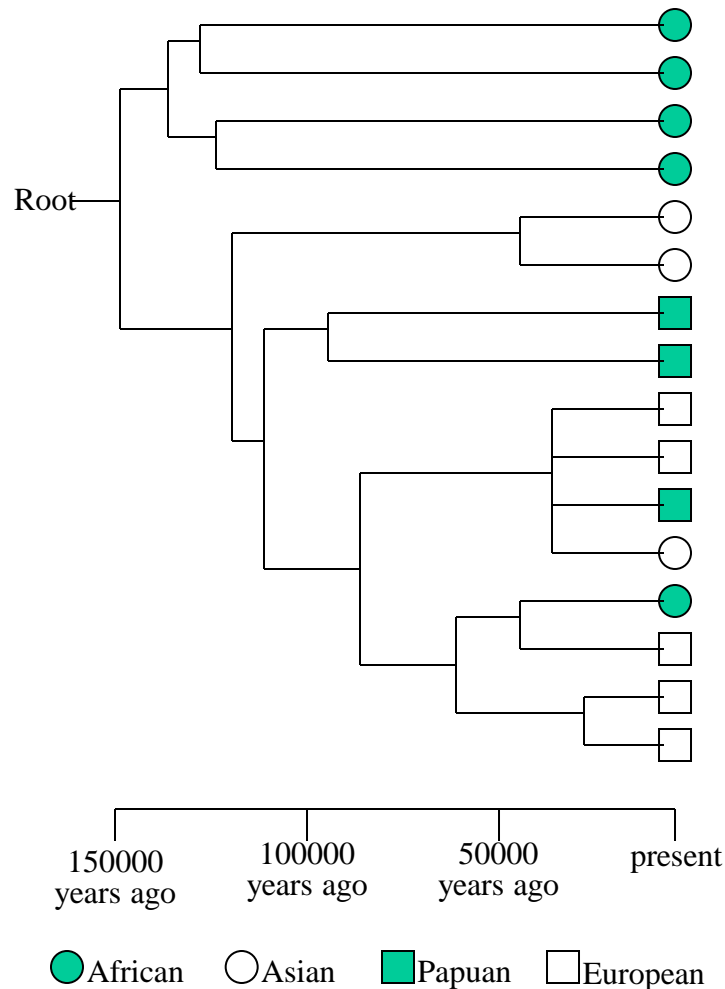 Root
150000
years ago
100000
years ago
50000
years ago
present
African
Asian
Papuan
European